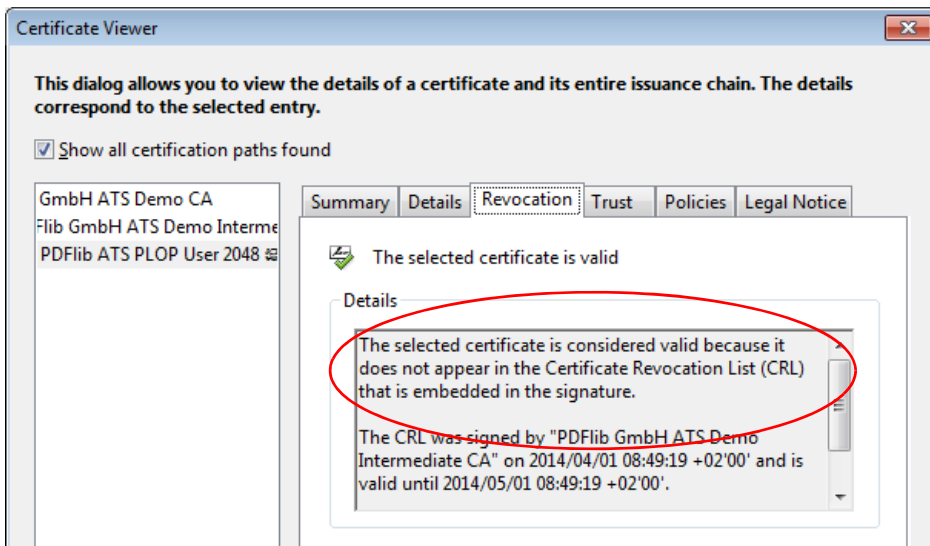 Certificate Viewer
This dialog allows you to view the details of a certificate and its entire issuance chain. The details
correspond to the selected entry.
Show all certification paths found
GmbH ATS Demo CA
Flib GmbH ATS Demo Interme
PDFlib ATS PLOP User 2048
Summary Details Revocation Trust Policies Legal Notice
The selected certificate is valid
Details
The selected certificate is considered valid because it
does not appear in the Certificate Revocation List (CRL)
that is embedded in the signature.
The CRL was signed by "PDFlib GmbH ATS Demo
Intermediate CA" on 2014/04/01 08:49:19 +02'00' and is
valid until 2014/05/01 08:49:19 +02'00'.